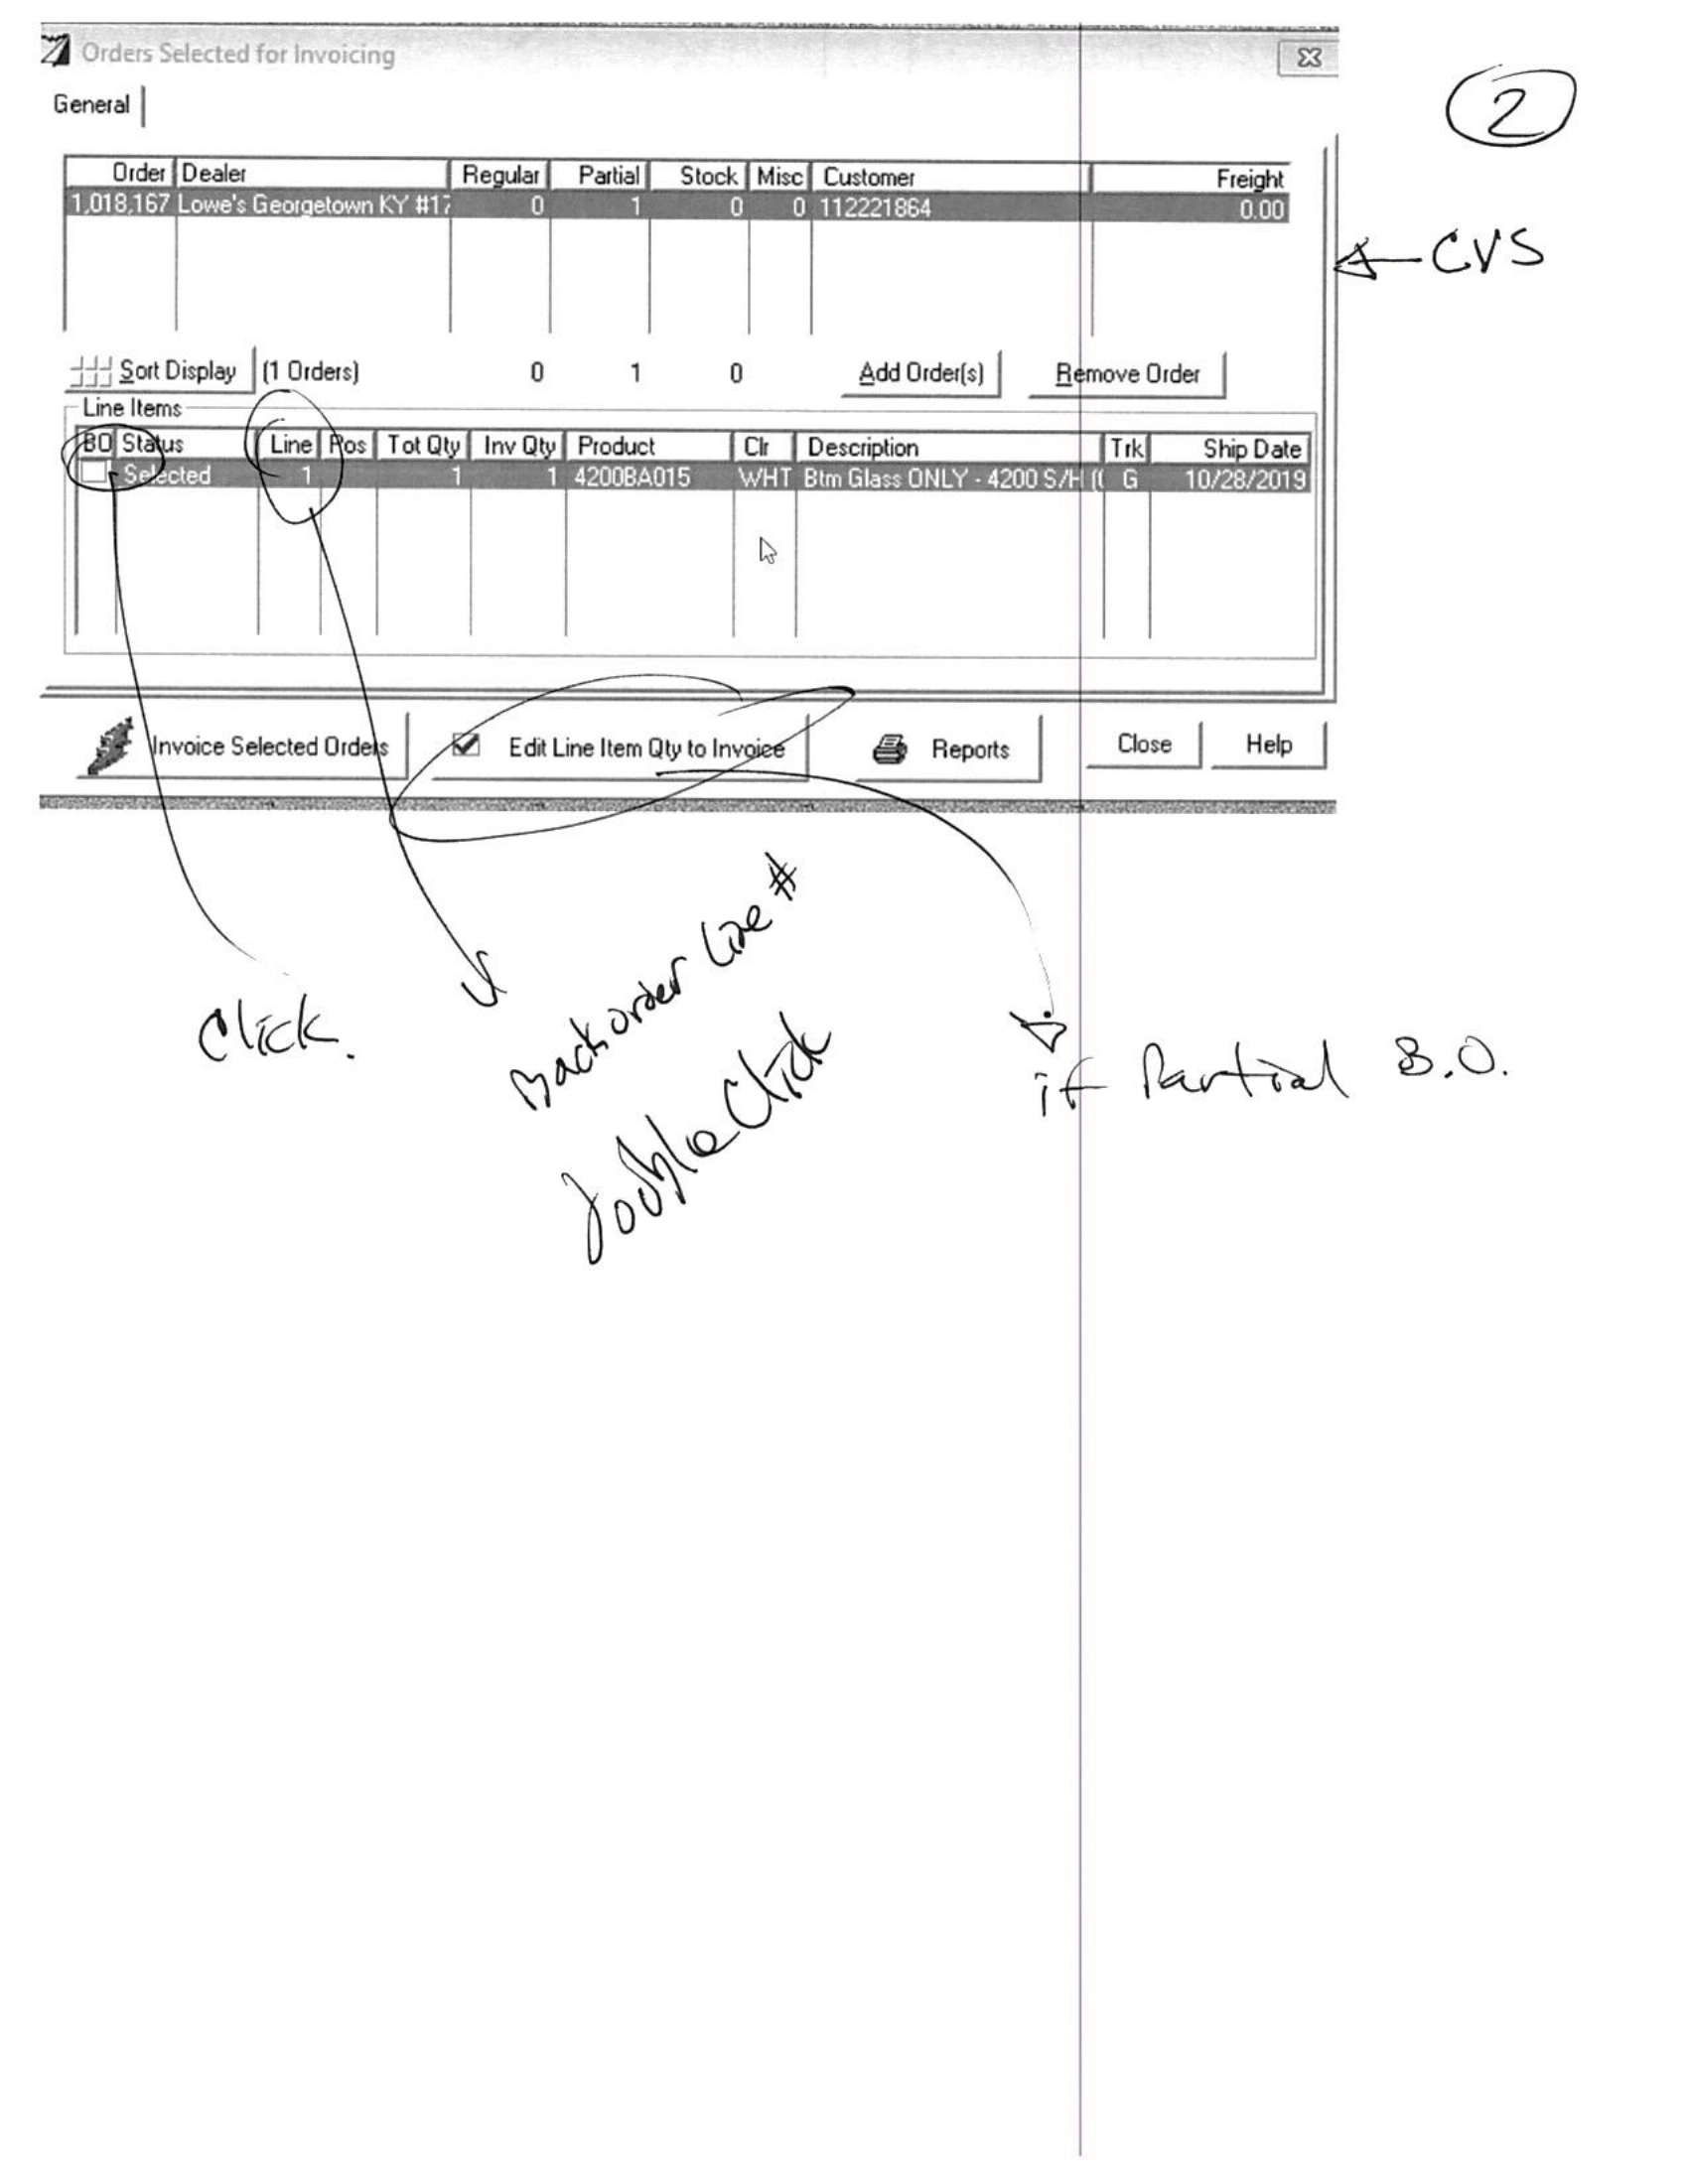 Orders Selected for Invoicing
2
General
Order Dealer Regular Partial Stock Misc Customer Freight
1,018,167 Lowe's Georgetown KY #17 0 1 0 0 112221864 0.00
CVS
Sort Display (1 Orders) 0 1 0 Add Order(s) Remove Order
Line Items
BO Status Line Pos Tot Qty Inv Qty Product Clr Description Trk Ship Date
Selected 1 1 1 4200BA015 WHT Btm Glass ONLY - 4200 S/H (( G 10/28/2019
Invoice Selected Orders Edit Line Item Qty to Invoice Reports Close Help
Click.
Backorder Line #
Double Click
if Partial B.O.